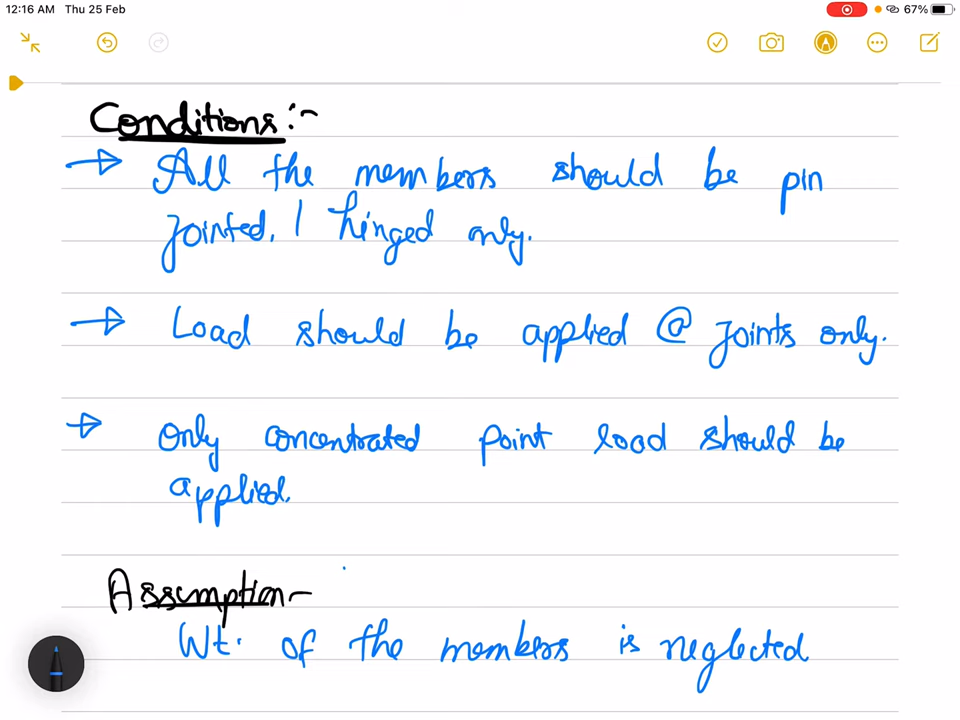 12:16 AM Thu 25 Feb 67%
Conditions:-
→ All the members should be pin
jointed. / hinged only.
→ Load should be applied @ joints only.
→ Only concentrated point load should be
applied.
Assumption-
Wt. of the members is neglected